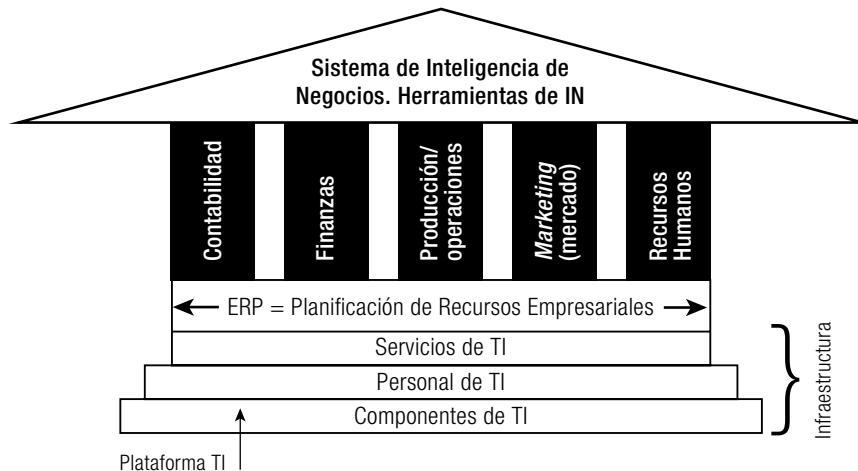 Sistema de Inteligencia de
Negocios. Herramientas de IN
Contabilidad
Finanzas
Producción/
operaciones
Marketing
(mercado)
Recursos
Humanos
ERP = Planificación de Recursos Empresariales
Servicios de TI
Personal de TI
Componentes de TI
Infraestructura
Plataforma TI